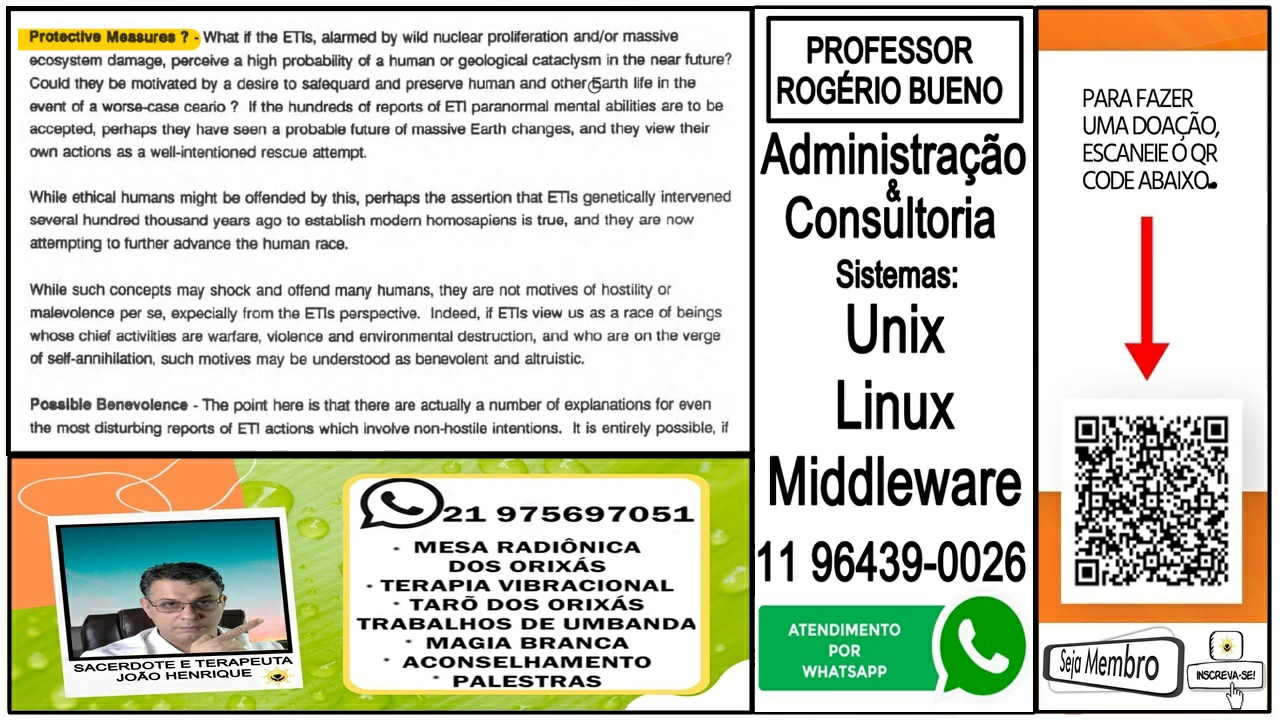 Protective Measures ? - What if the ETIs, alarmed by wild nuclear proliferation and/or massive
ecosystem damage, perceive a high probability of a human or geological cataclysm in the near future?
Could they be motivated by a desire to safequard and preserve human and other Earth life in the
event of a worse-case ceario ? If the hundreds of reports of ETI paranormal mental abilities are to be
accepted, perhaps they have seen a probable future of massive Earth changes, and they view their
own actions as a well-intentioned rescue attempt.
While ethical humans might be offended by this, perhaps the assertion that ETIs genetically intervened
several hundred thousand years ago to establish modern homosapiens is true, and they are now
attempting to further advance the human race.
While such concepts may shock and offend many humans, they are not motives of hostility or
malevolence per se, expecially from the ETIs perspective. Indeed, if ETIs view us as a race of beings
whose chief activiities are warfare, violence and environmental destruction, and who are on the verge
of self-annihilation, such motives may be understood as benevolent and altruistic.
Possible Benevolence - The point here is that there are actually a number of explanations for even
the most disturbing reports of ETI actions which involve non-hostile intentions. It is entirely possible, if
SACERDOTE E TERAPEUTA
JOÃO HENRIQUE
21 975697051
· MESA RADIÔNICA
DOS ORIXÁS
· TERAPIA VIBRACIONAL
· TARÕ DOS ORIXÁS
TRABALHOS DE UMBANDA
· MAGIA BRANCA
· ACONSELHAMENTO
· PALESTRAS
PROFESSOR
ROGÉRIO BUENO
Administração
&
Consultoria
Sistemas:
Unix
Linux
Middleware
11 96439-0026
ATENDIMENTO
POR
WHATSAPP
PARA FAZER
UMA DOAÇÃO,
ESCANEIE O QR
CODE ABAIXO.
Seja Membro
INSCREVA-SE!